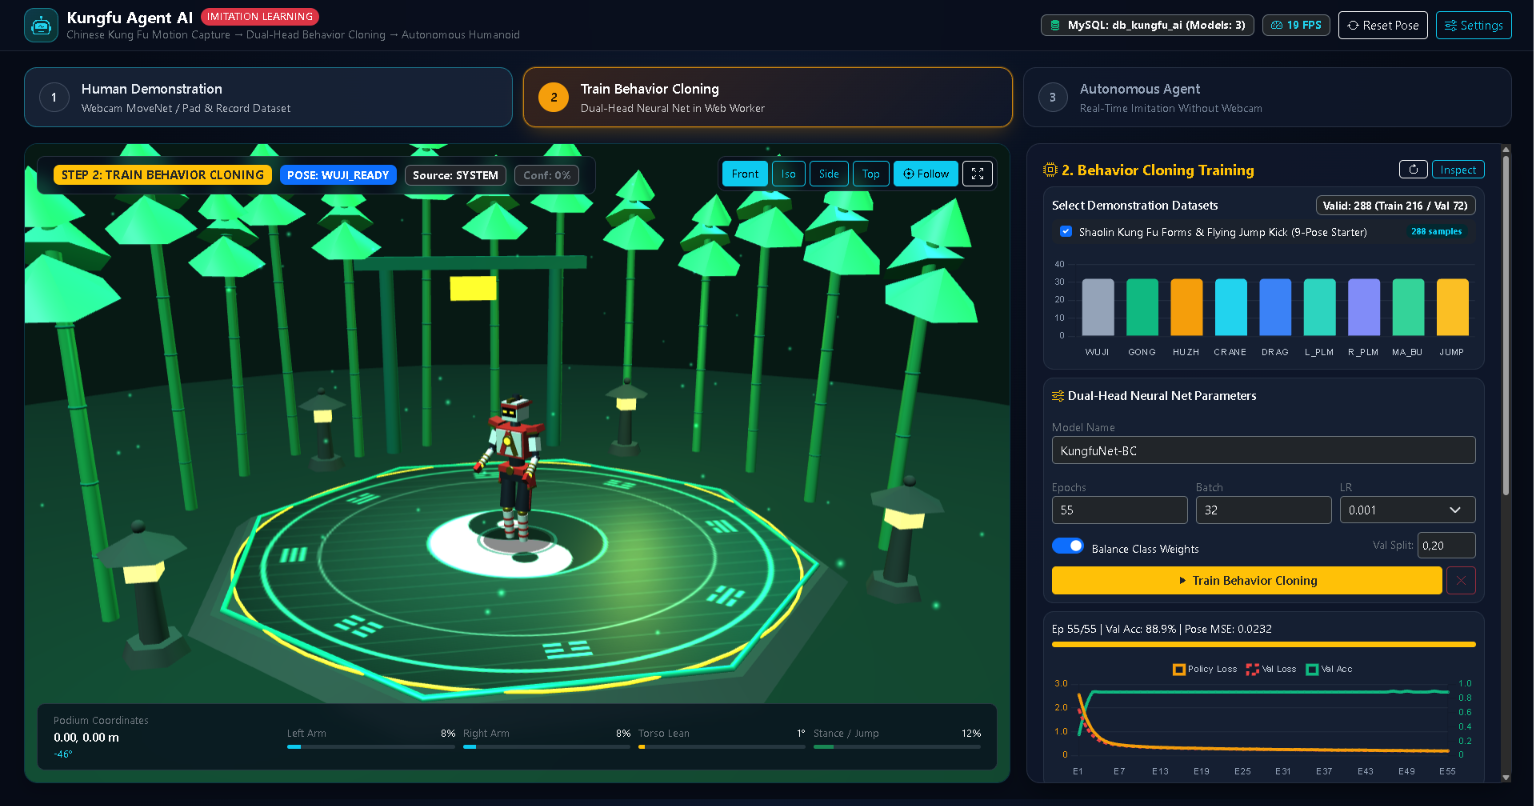 Kungfu Agent AI IMITATION LEARNING
Chinese Kung Fu Motion Capture → Dual-Head Behavior Cloning → Autonomous Humanoid
MySQL: db_kungfu_ai (Models: 3) 19 FPS Reset Pose Settings
1 Human Demonstration
Webcam MoveNet / Pad & Record Dataset
2 Train Behavior Cloning
Dual-Head Neural Net in Web Worker
3 Autonomous Agent
Real-Time Imitation Without Webcam
STEP 2: TRAIN BEHAVIOR CLONING POSE: WUJI_READY Source: SYSTEM Conf: 0%
Front Iso Side Top Follow
Podium Coordinates
0.00, 0.00 m
-46°
Left Arm 8% Right Arm 8% Torso Lean 1° Stance / Jump 12%
2. Behavior Cloning Training Inspect
Select Demonstration Datasets Valid: 288 (Train 216 / Val 72)
Shaolin Kung Fu Forms & Flying Jump Kick (9-Pose Starter) 288 samples
40
30
20
10
0
WUJI GONG HUZH CRANE DRAG L_PLM R_PLM MA_BU JUMP
Dual-Head Neural Net Parameters
Model Name
KungfuNet-BC
Epochs Batch LR
55 32 0.001
Balance Class Weights Val Split: 0,20
Train Behavior Cloning
Ep 55/55 | Val Acc: 88.9% | Pose MSE: 0.0232
Policy Loss Val Loss Val Acc
3.0 1.0
2.0 0.8
1.0 0.6
0 0.4
0.2
0
E1 E7 E13 E19 E25 E31 E37 E43 E49 E55